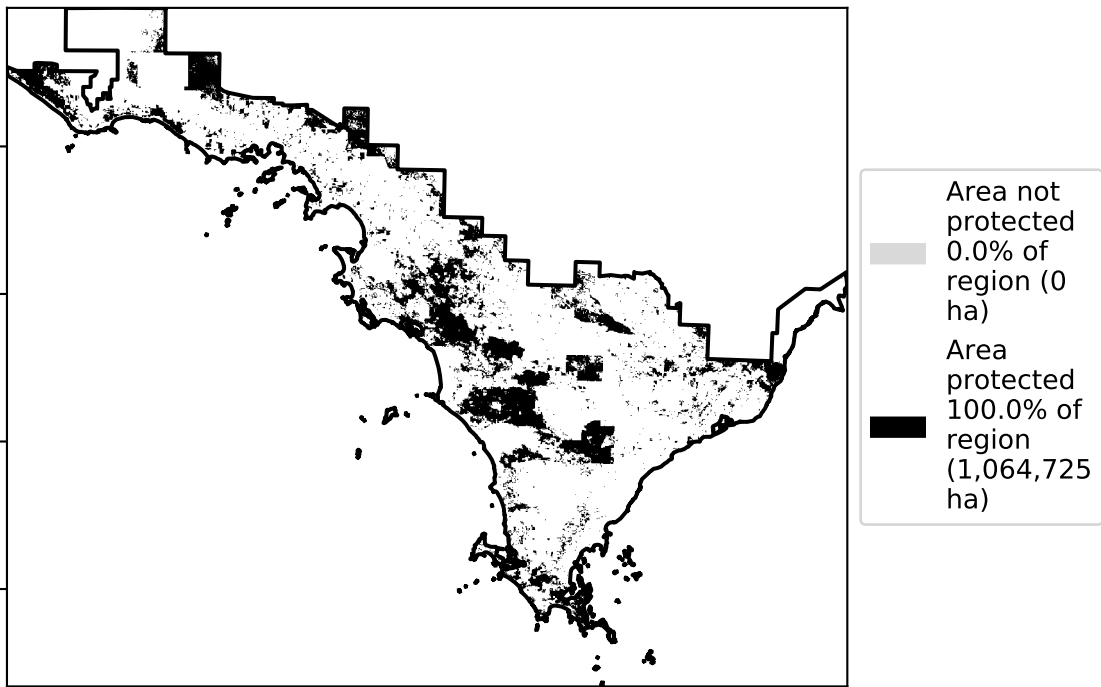 Area not
protected
0.0% of
region (0
ha)
Area
protected
100.0% of
region
(1,064,725
ha)